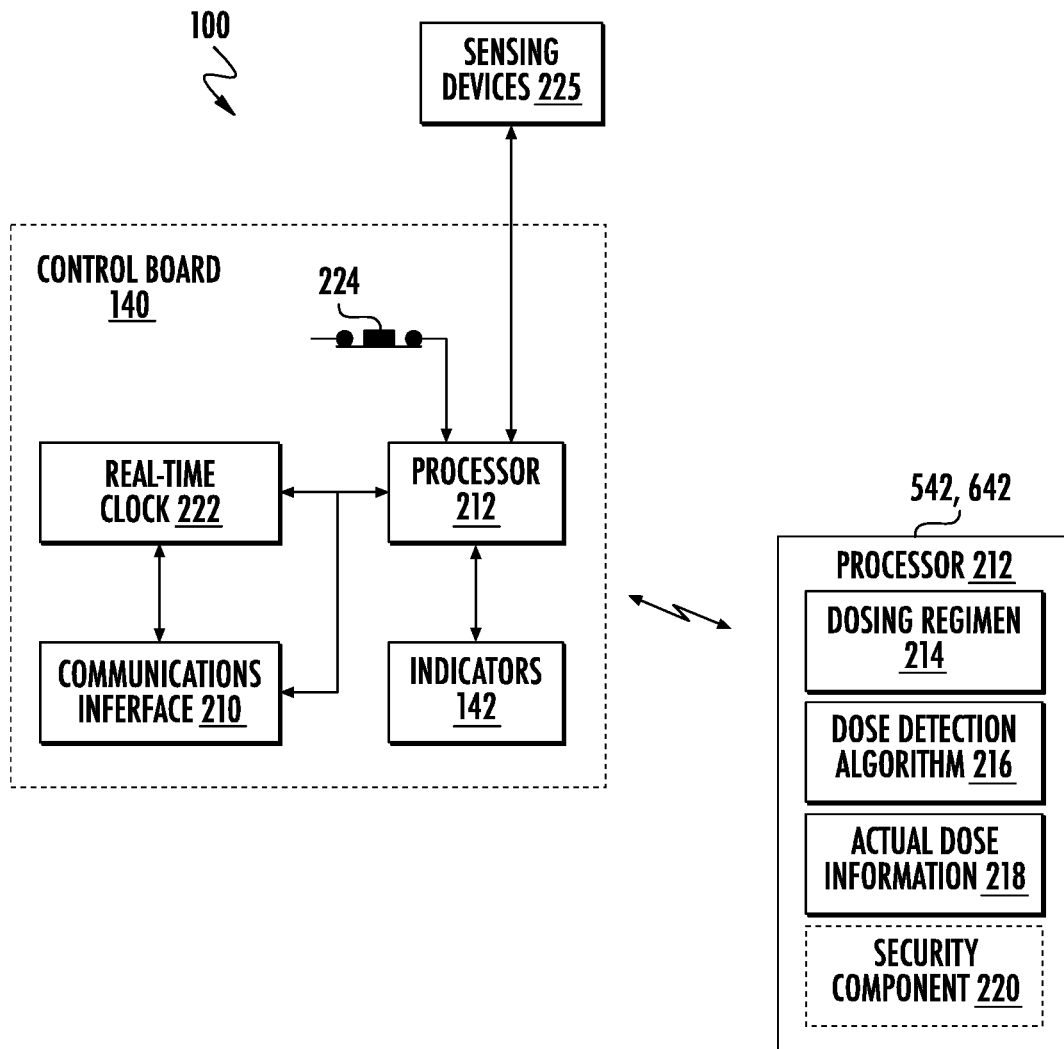 100
SENSING
DEVICES 225
CONTROL BOARD
140
224
REAL-TIME
CLOCK 222
PROCESSOR
212
COMMUNICATIONS
INFERFACE 210
INDICATORS
142
542, 642
PROCESSOR 212
DOSING REGIMEN
214
DOSE DETECTION
ALGORITHM 216
ACTUAL DOSE
INFORMATION 218
SECURITY
COMPONENT 220